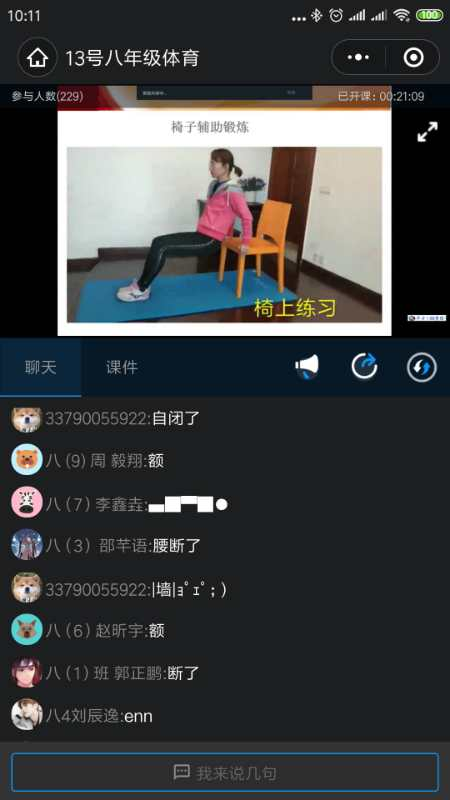 10:11
100
13号八年级体育
参与人数(229)
已开课: 00:21:09
椅子辅助锻炼
椅上练习
聊天
课件
33790055922:自闭了
八 (9) 周 毅翔:额
八 (7) 李鑫垚:▃▇▀▇●
八 (3) 邵芊语:腰断了
33790055922:|墙|ｮﾟｪﾟ; )
八 (6) 赵昕宇:额
八 (1) 班 郭正鹏:断了
八4刘辰逸:enn
我来说几句